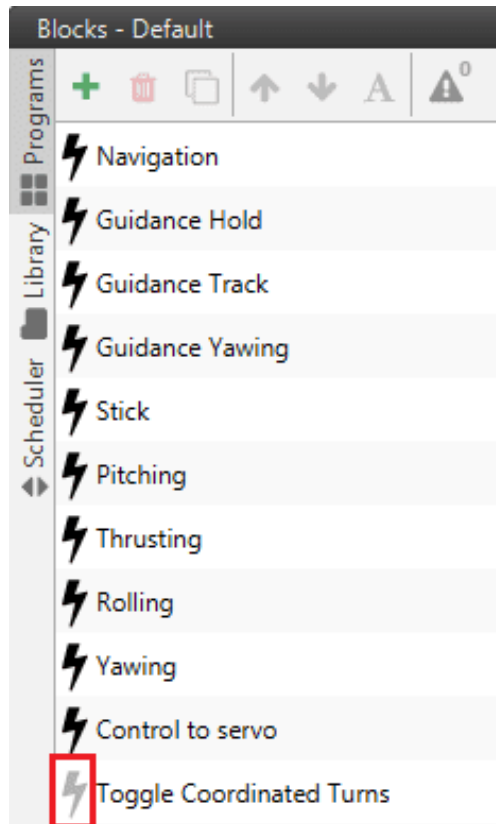 Blocks - Default
A
0
Programs
Library
Scheduler
Navigation
Guidance Hold
Guidance Track
Guidance Yawing
Stick
Pitching
Thrusting
Rolling
Yawing
Control to servo
Toggle Coordinated Turns